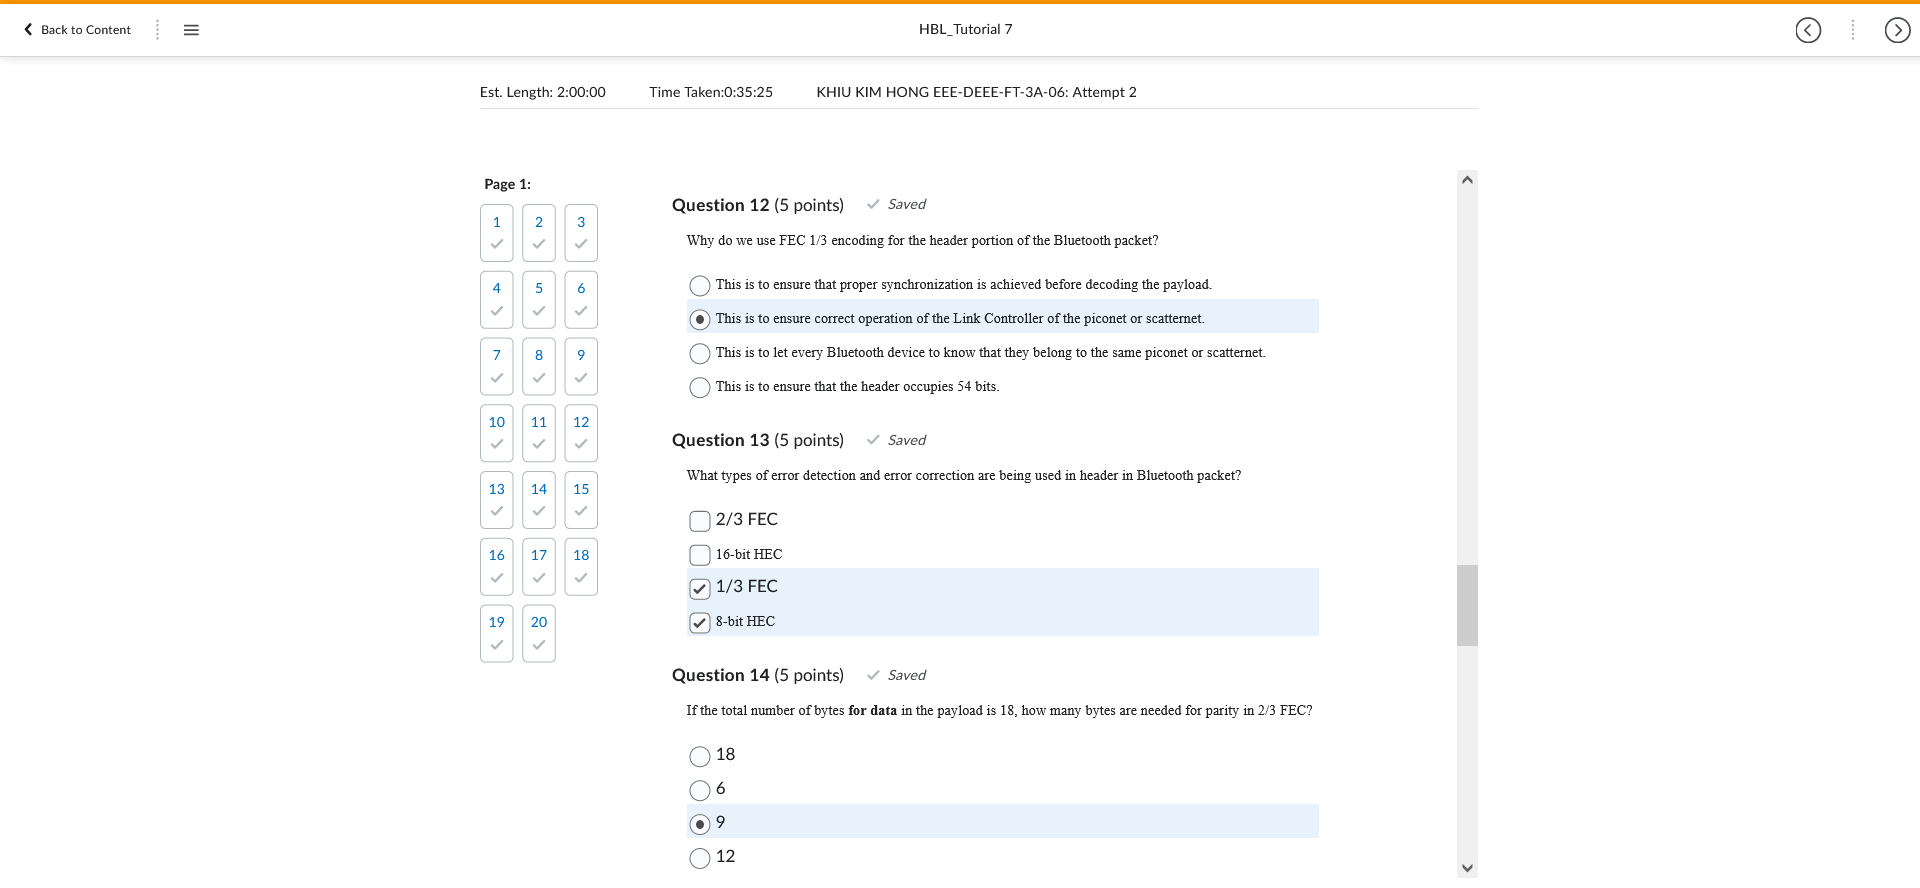 Back to Content
HBL_Tutorial 7
Est. Length: 2:00:00 Time Taken:0:35:25 KHIU KIM HONG EEE-DEEE-FT-3A-06: Attempt 2
Page 1:
1 2 3
4 5 6
7 8 9
10 11 12
13 14 15
16 17 18
19 20
Question 12 (5 points) Saved
Why do we use FEC 1/3 encoding for the header portion of the Bluetooth packet?
This is to ensure that proper synchronization is achieved before decoding the payload.
This is to ensure correct operation of the Link Controller of the piconet or scatternet.
This is to let every Bluetooth device to know that they belong to the same piconet or scatternet.
This is to ensure that the header occupies 54 bits.
Question 13 (5 points) Saved
What types of error detection and error correction are being used in header in Bluetooth packet?
2/3 FEC
16-bit HEC
1/3 FEC
8-bit HEC
Question 14 (5 points) Saved
If the total number of bytes for data in the payload is 18, how many bytes are needed for parity in 2/3 FEC?
18
6
9
12